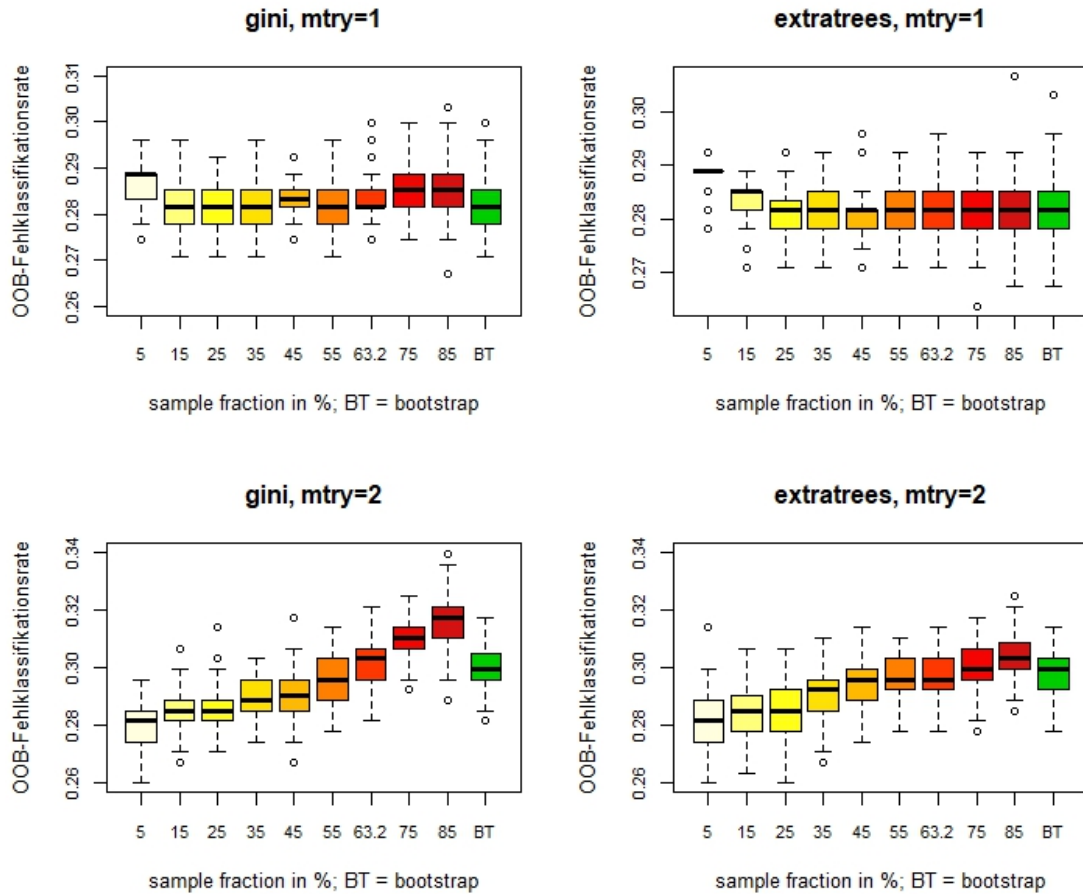 gini, mtry=1
OOB-Fehlklassifikationsrate
0.31
0.30
0.29
0.28
0.27
0.26
5 15 25 35 45 55 63.2 75 85 BT
sample fraction in %; BT = bootstrap
extratrees, mtry=1
OOB-Fehlklassifikationsrate
0.30
0.29
0.28
0.27
5 15 25 35 45 55 63.2 75 85 BT
sample fraction in %; BT = bootstrap
gini, mtry=2
OOB-Fehlklassifikationsrate
0.34
0.32
0.30
0.28
0.26
5 15 25 35 45 55 63.2 75 85 BT
sample fraction in %; BT = bootstrap
extratrees, mtry=2
OOB-Fehlklassifikationsrate
0.34
0.32
0.30
0.28
0.26
5 15 25 35 45 55 63.2 75 85 BT
sample fraction in %; BT = bootstrap